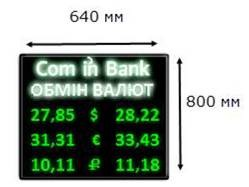 640 мм
Com in Bank
ОБМІН ВАЛЮТ
800 мм
27,85 $ 28,22
31,31 € 33,43
10,11 ₽ 11,18